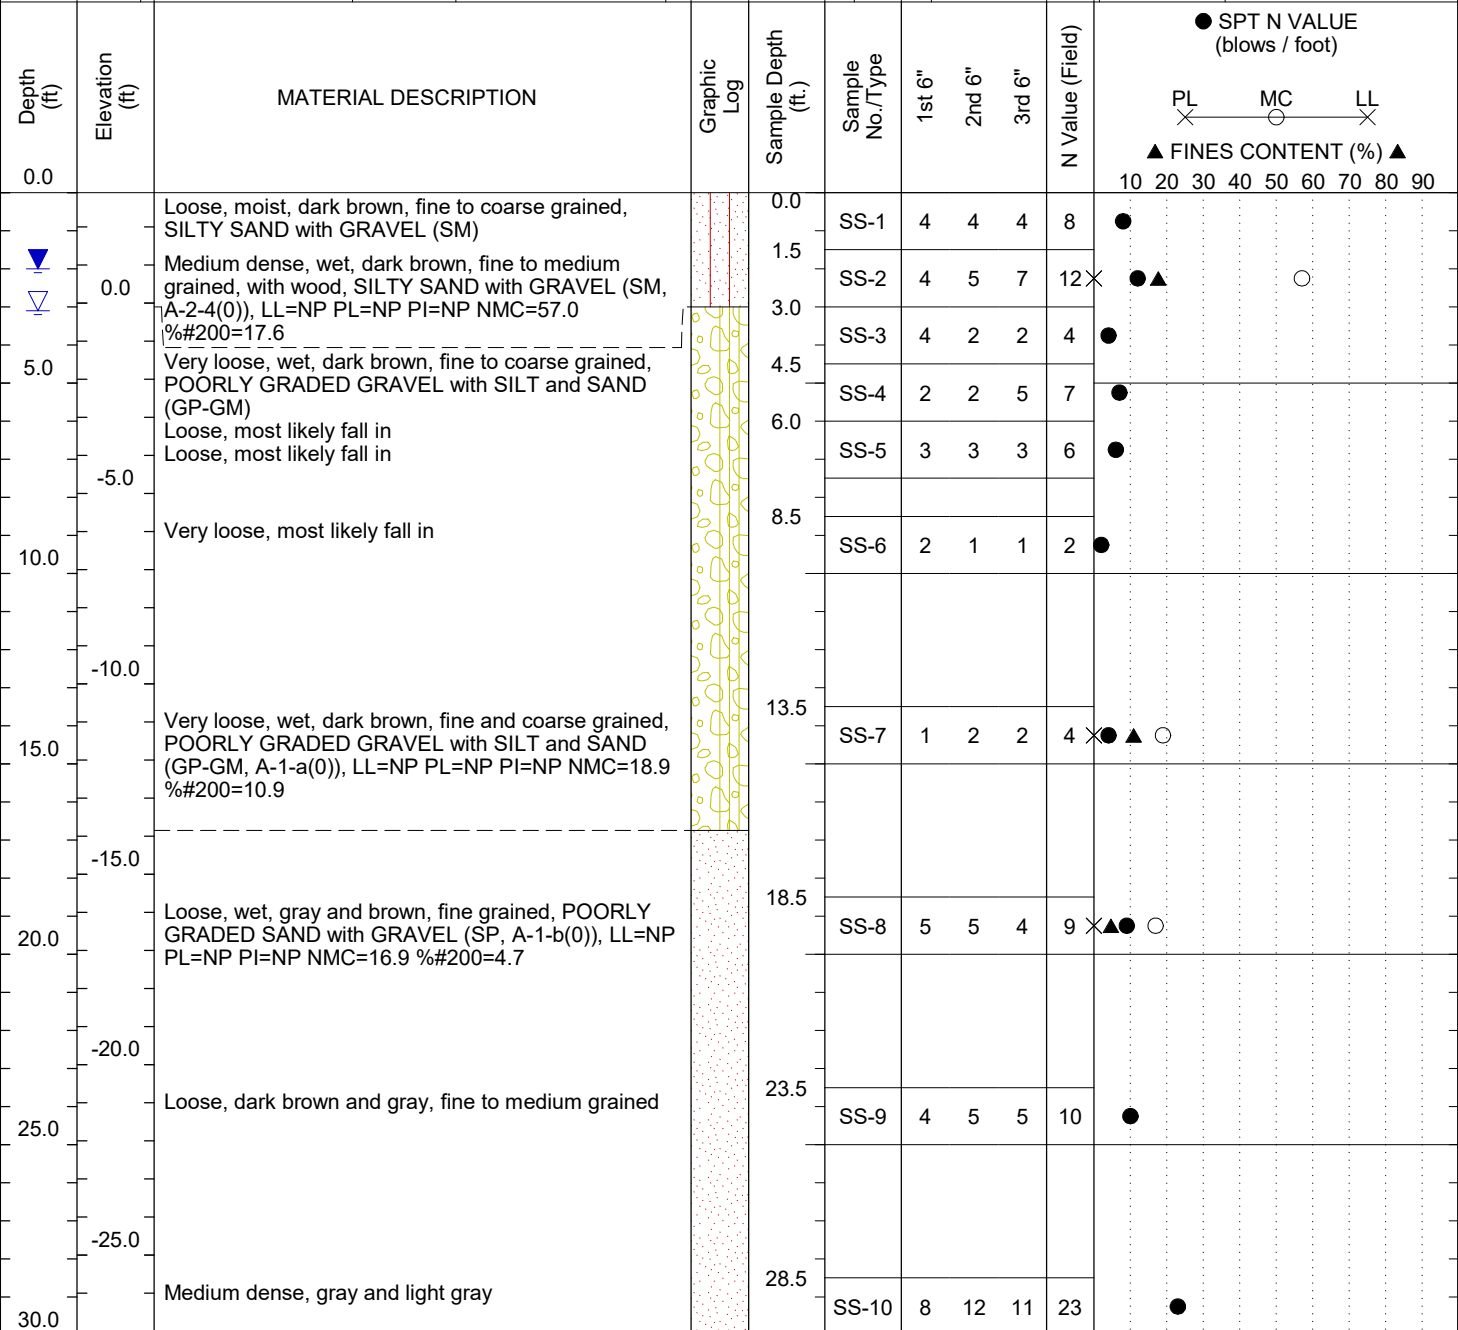 Depth (ft)
Elevation (ft)
MATERIAL DESCRIPTION
Graphic Log
Sample Depth (ft.)
Sample No./Type
1st 6"
2nd 6"
3rd 6"
N Value (Field)
● SPT N VALUE
(blows / foot)
PL MC LL
▲ FINES CONTENT (%) ▲
0.0
10 20 30 40 50 60 70 80 90
Loose, moist, dark brown, fine to coarse grained,
SILTY SAND with GRAVEL (SM)
0.0
SS-1 4 4 4 8
1.5
Medium dense, wet, dark brown, fine to medium
grained, with wood, SILTY SAND with GRAVEL (SM,
A-2-4(0)), LL=NP PL=NP PI=NP NMC=57.0
%#200=17.6
0.0
SS-2 4 5 7 12
3.0
SS-3 4 2 2 4
4.5
5.0
Very loose, wet, dark brown, fine to coarse grained,
POORLY GRADED GRAVEL with SILT and SAND
(GP-GM)
SS-4 2 2 5 7
6.0
Loose, most likely fall in
Loose, most likely fall in
SS-5 3 3 3 6
-5.0
8.5
Very loose, most likely fall in
SS-6 2 1 1 2
10.0
-10.0
13.5
Very loose, wet, dark brown, fine and coarse grained,
POORLY GRADED GRAVEL with SILT and SAND
(GP-GM, A-1-a(0)), LL=NP PL=NP PI=NP NMC=18.9
%#200=10.9
SS-7 1 2 2 4
15.0
-15.0
18.5
Loose, wet, gray and brown, fine grained, POORLY
GRADED SAND with GRAVEL (SP, A-1-b(0)), LL=NP
PL=NP PI=NP NMC=16.9 %#200=4.7
SS-8 5 5 4 9
20.0
-20.0
23.5
Loose, dark brown and gray, fine to medium grained
SS-9 4 5 5 10
25.0
-25.0
28.5
Medium dense, gray and light gray
SS-10 8 12 11 23
30.0